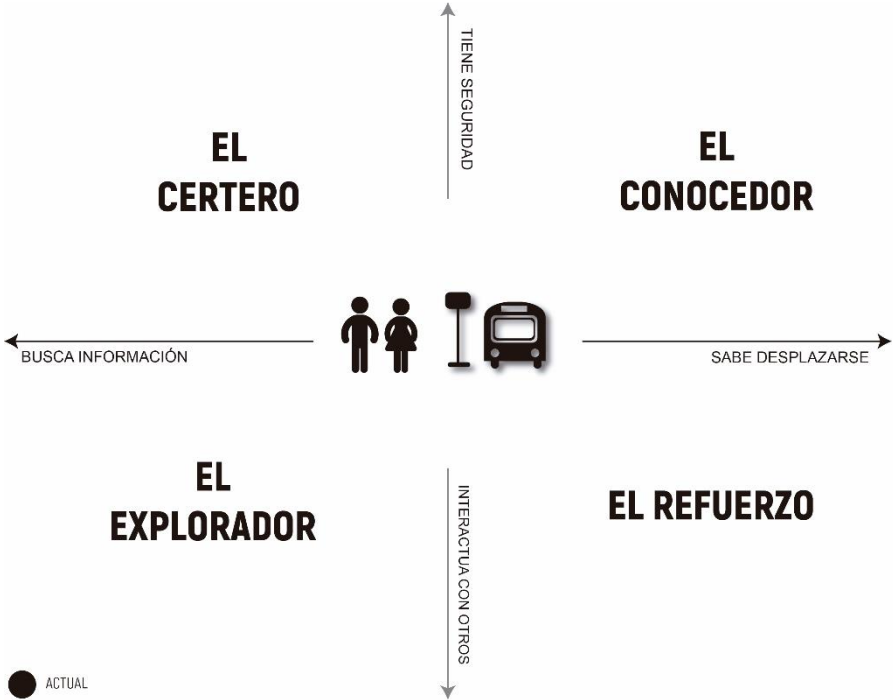 TIENE SEGURIDAD
EL
CERTERO
EL
CONOCEDOR
BUSCA INFORMACIÓN
SABE DESPLAZARSE
EL
EXPLORADOR
EL REFUERZO
INTERACTUA CON OTROS
ACTUAL